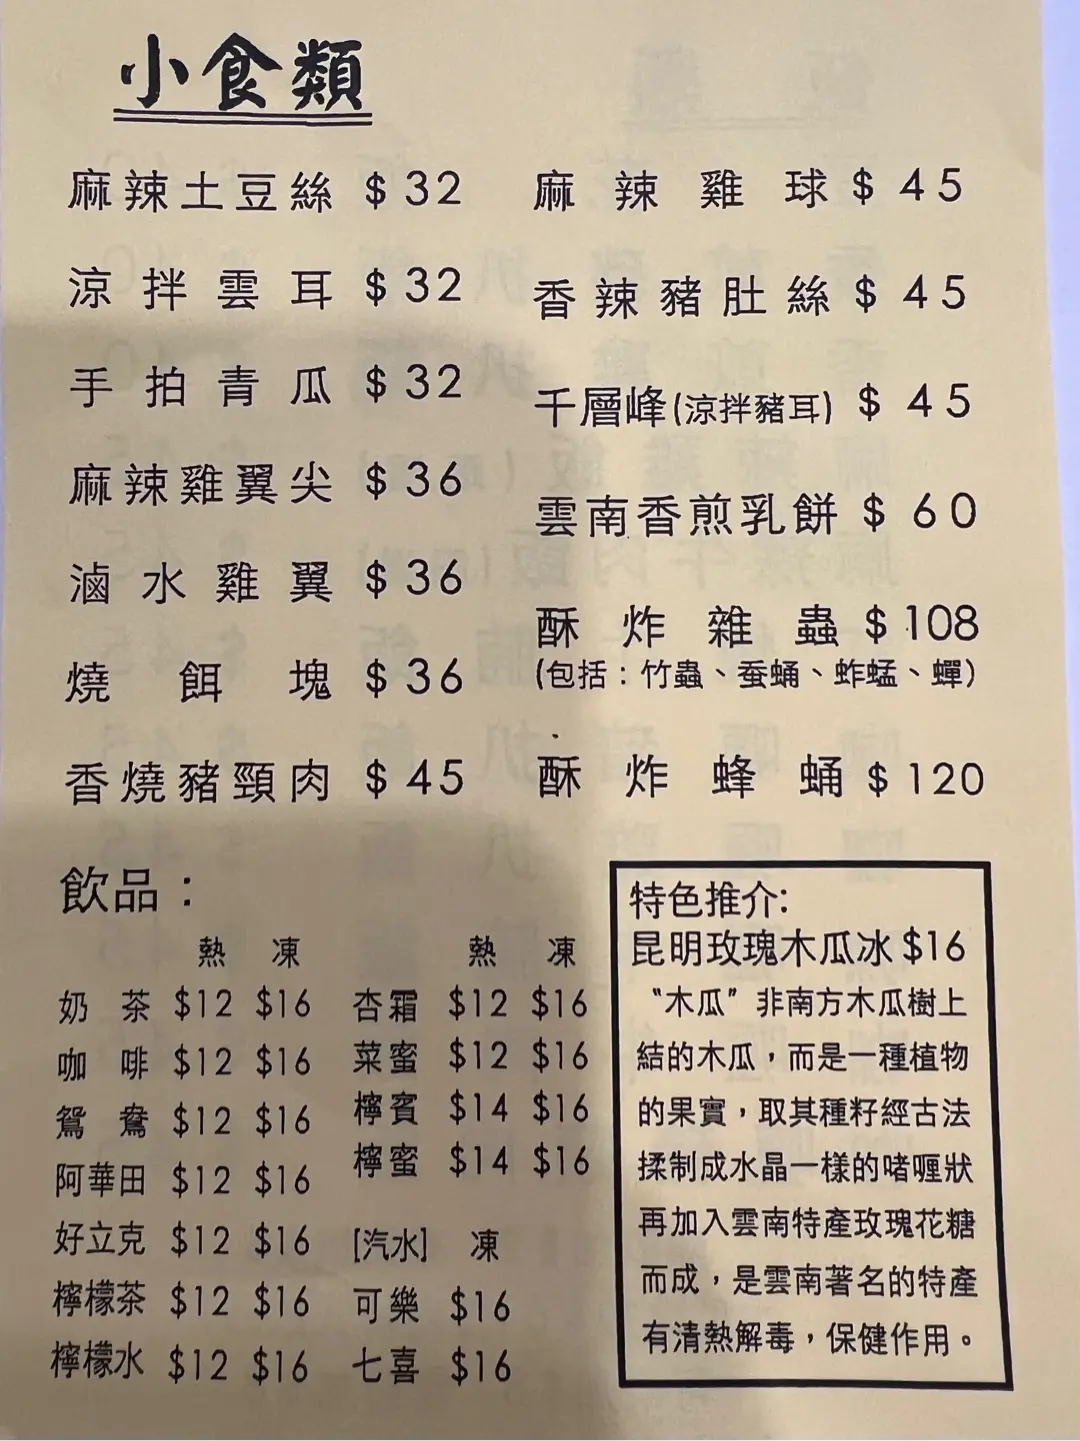 小食類
麻辣土豆絲 $32
涼拌雲耳 $32
手拍青瓜 $32
麻辣雞翼尖 $36
滷水雞翼 $36
燒餌塊 $36
香燒豬頸肉 $45
麻辣雞球 $45
香辣豬肚絲 $45
千層峰(涼拌豬耳) $45
雲南香煎乳餅 $60
酥炸雜蟲 $108
(包括：竹蟲、蚕蛹、蚱蜢、蟬)
酥炸蜂蛹 $120
飲品：
熱 凍
奶茶 $12 $16
咖啡 $12 $16
鴛鴦 $12 $16
阿華田 $12 $16
好立克 $12 $16
檸檬茶 $12 $16
檸檬水 $12 $16
熱 凍
杏霜 $12 $16
菜蜜 $12 $16
檸賓 $14 $16
檸蜜 $14 $16
[汽水] 凍
可樂 $16
七喜 $16
特色推介:
昆明玫瑰木瓜冰 $16
“木瓜”非南方木瓜樹上
結的木瓜，而是一種植物
的果實，取其種籽經古法
揉制成水晶一樣的啫喱狀
再加入雲南特產玫瑰花糖
而成，是雲南著名的特產
有清熱解毒，保健作用。